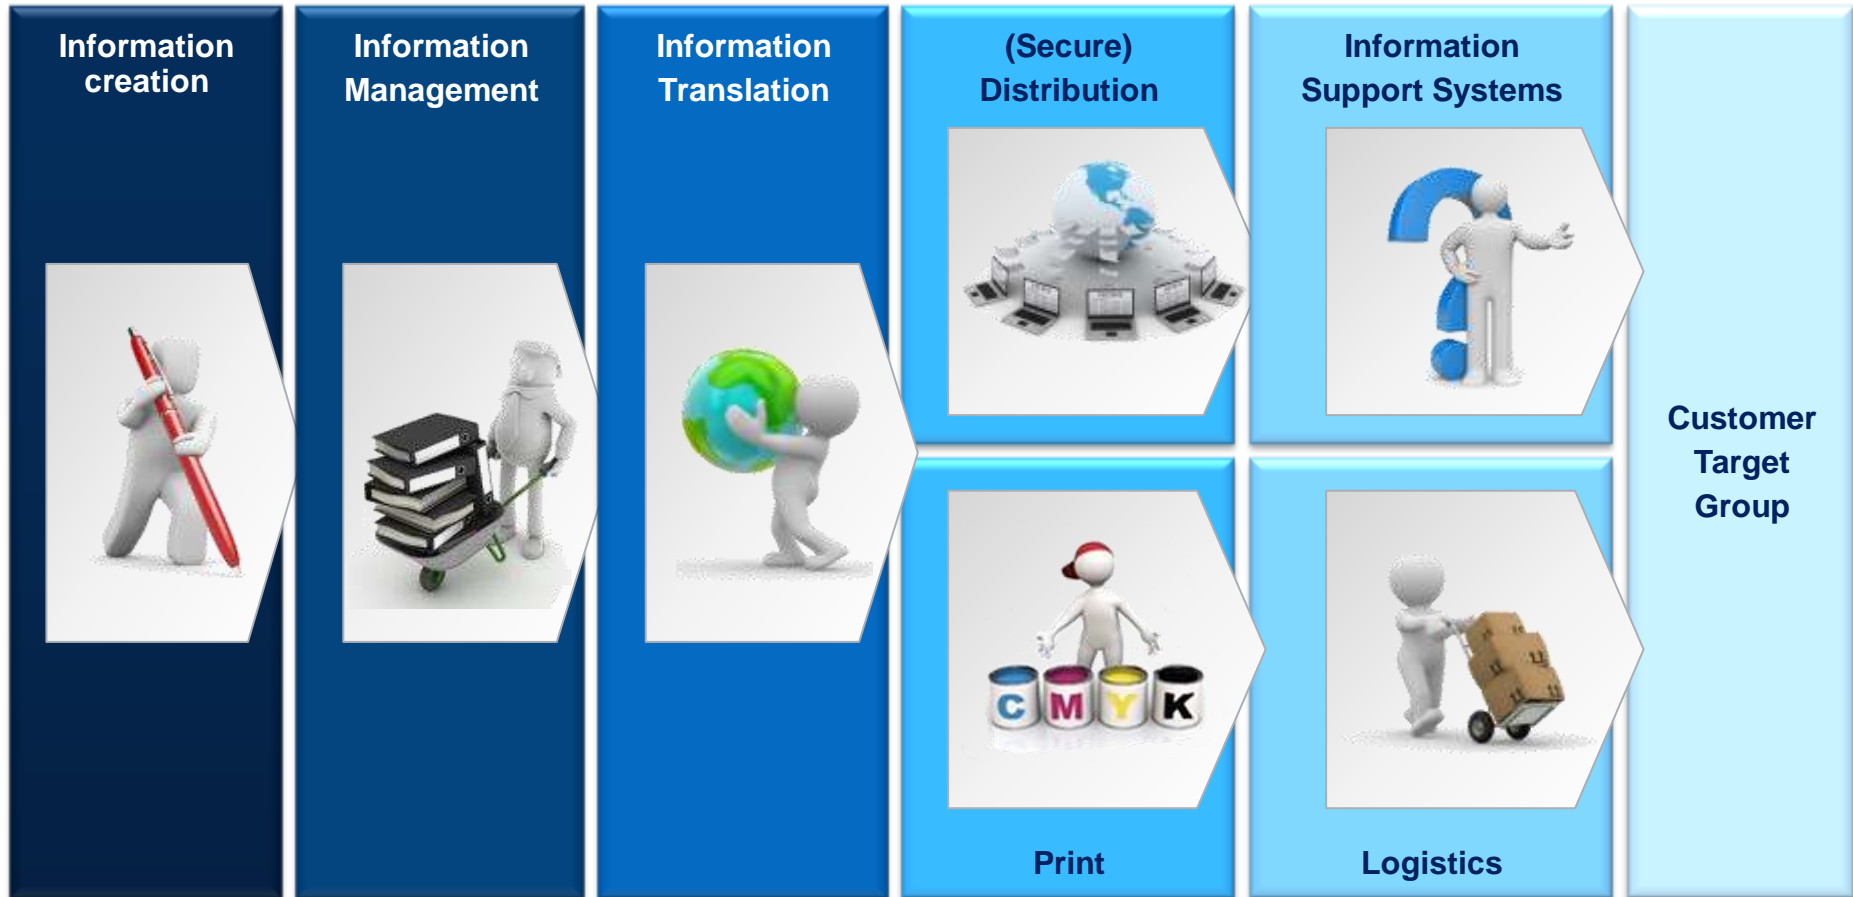 Information
creation
Information
Management
Information
Translation
(Secure)
Distribution
Information
Support Systems
Customer
Target
Group
C M Y K
Print
Logistics